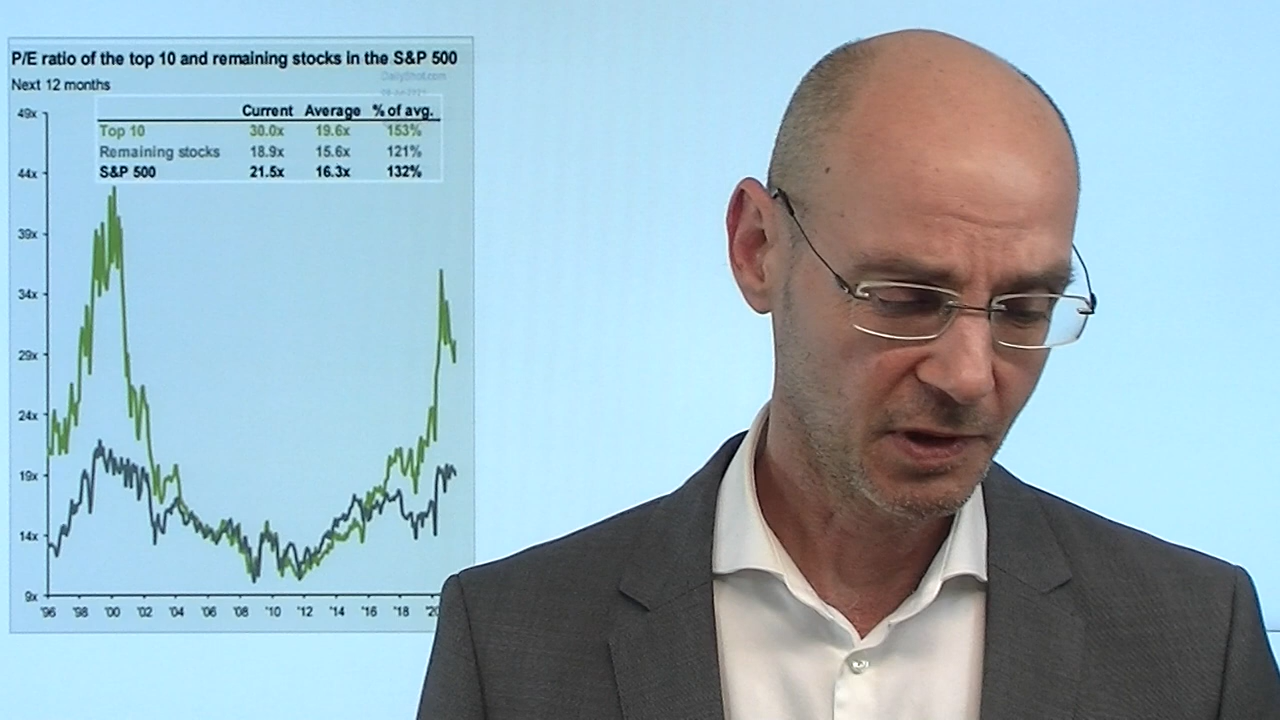 P/E ratio of the top 10 and remaining stocks in the S&P 500
Next 12 months
DailyShot.com
Current Average % of avg.
Top 10 30.0x 19.6x 153%
Remaining stocks 18.9x 15.6x 121%
S&P 500 21.5x 16.3x 132%
49x
44x
39x
34x
29x
24x
19x
14x
9x
'96 '98 '00 '02 '04 '06 '08 '10 '12 '14 '16 '18